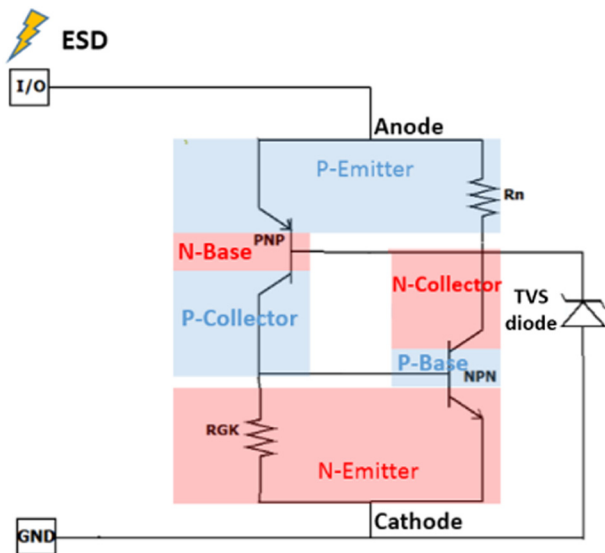 ESD
I/O
Anode
P-Emitter
Rn
PNP
N-Base
N-Collector
TVS
diode
P-Collector
P-Base
NPN
RGK
N-Emitter
Cathode
GND